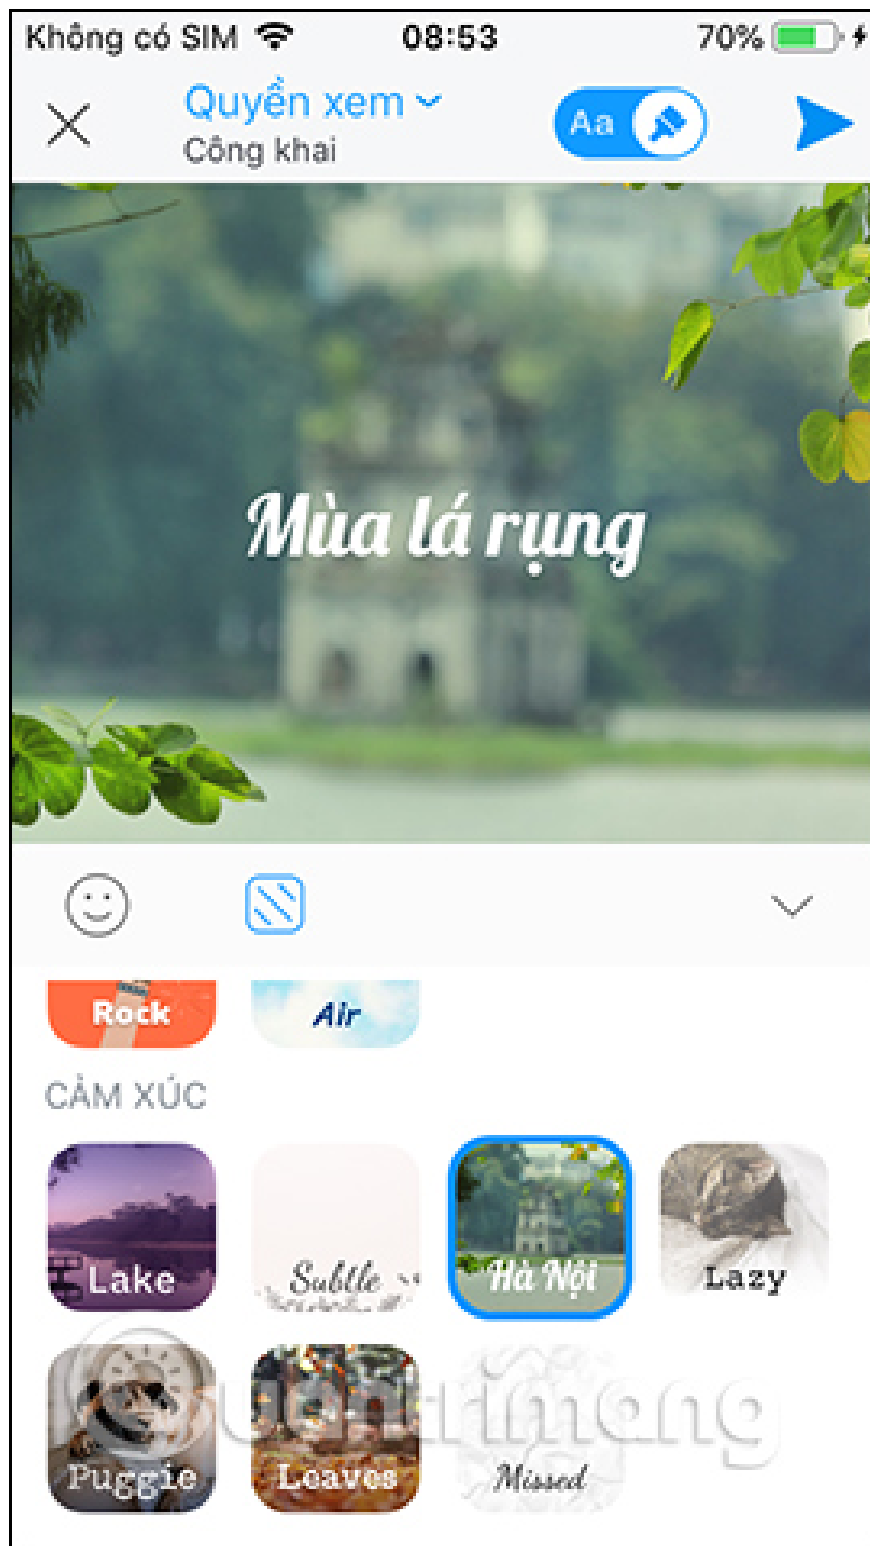 Không có SIM 08:53 70%
Quyền xem
Công khai
Aa
Mùa lá rụng
Rock Air
CẢM XÚC
Lake Subtle Hà Nội Lazy
Quantrimang
Puggie Leaves Missed